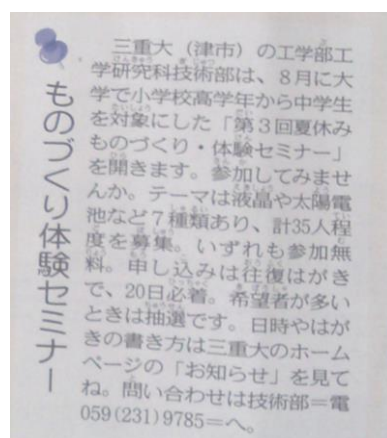 ものづくり体験セミナー
三重大（津市）の工学部工
学研究科技術部は、８月に大
学で小学校高学年から中学生
を対象にした「第３回夏休み
ものづくり・体験セミナー」
を開きます。参加してみませ
んか。テーマは液晶や太陽電
池など７種類あり、計35人程
度を募集。いずれも参加無
料。申し込みは往復はがき
で、20日必着。希望者が多い
ときは抽選です。日時やはが
きの書き方は三重大のホーム
ページの「お知らせ」を見て
ね。問い合わせは技術部＝電
059(231)9785＝へ。